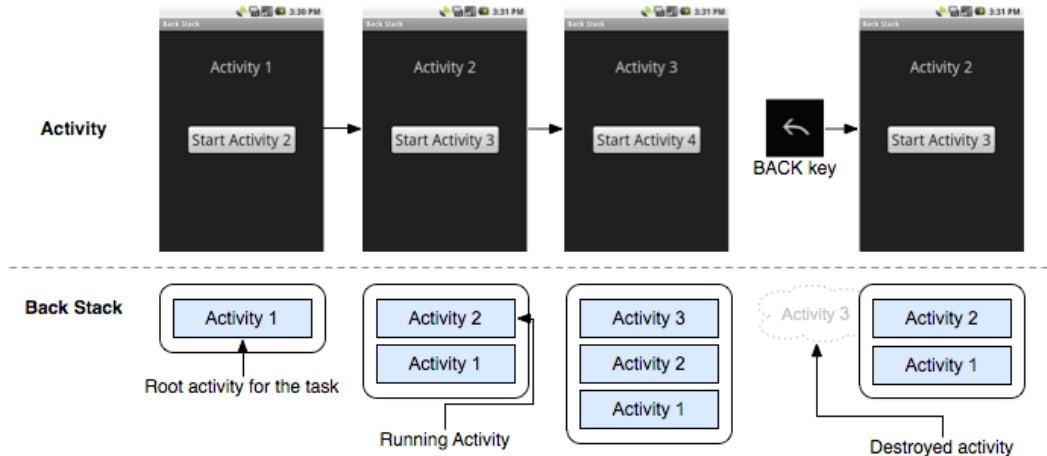 3:30 PM
Back Stack
Activity 1
Start Activity 2
3:31 PM
Back Stack
Activity 2
Start Activity 3
3:31 PM
Back Stack
Activity 3
Start Activity 4
3:31 PM
Back Stack
Activity 2
Start Activity 3
Activity
BACK key
Back Stack
Activity 1
Root activity for the task
Activity 2
Activity 1
Running Activity
Activity 3
Activity 2
Activity 1
Activity 3
Activity 2
Activity 1
Destroyed activity